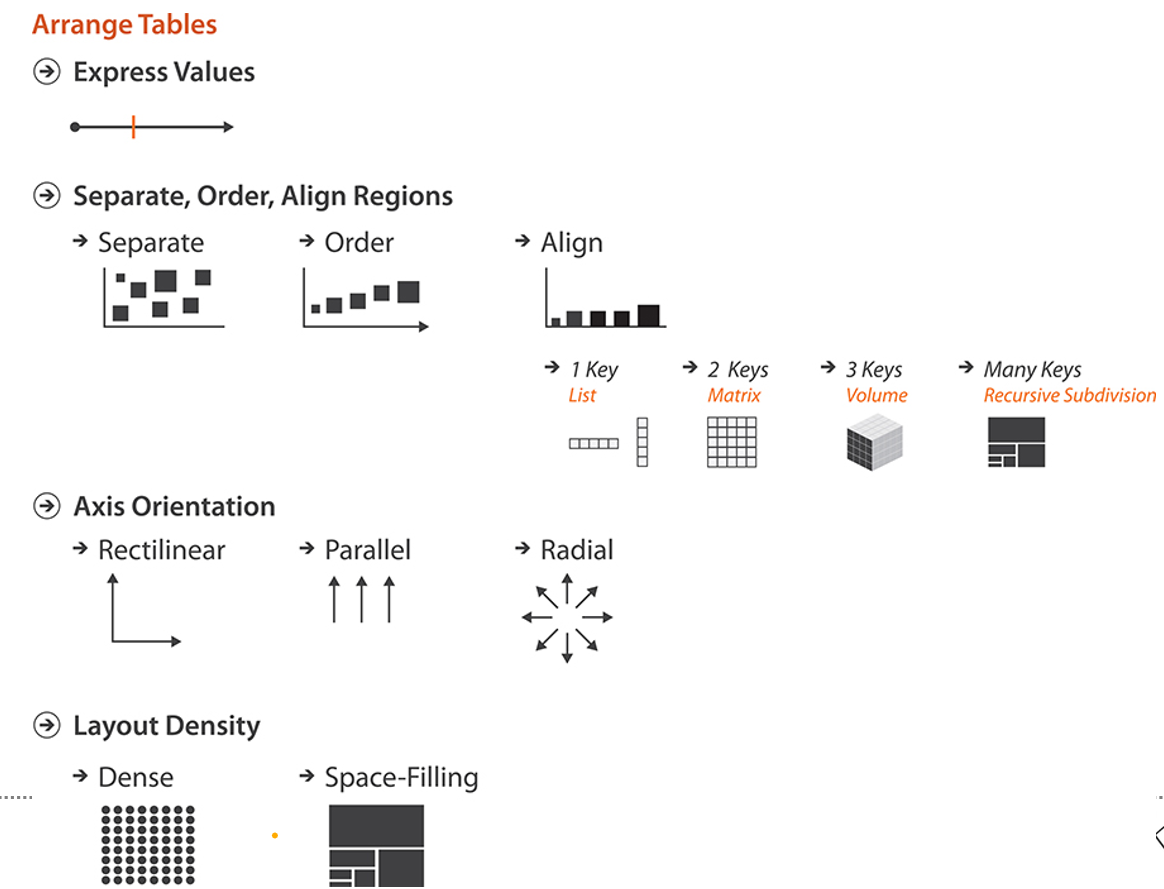 Arrange Tables
Express Values
Separate, Order, Align Regions
Separate
Order
Align
1 Key
2 Keys
3 Keys
Many Keys
List
Matrix
Volume
Recursive Subdivision
Axis Orientation
Rectilinear
Parallel
Radial
Layout Density
Dense
Space-Filling